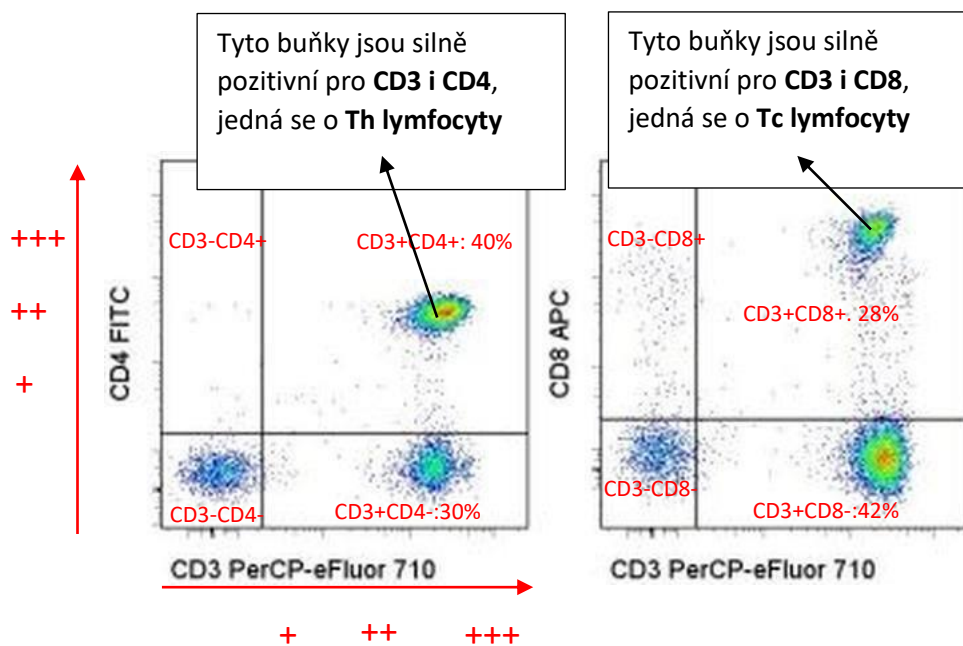 Tyto buňky jsou silně
pozitivní pro CD3 i CD4,
jedná se o Th lymfocyty
Tyto buňky jsou silně
pozitivní pro CD3 i CD8,
jedná se o Tc lymfocyty
+++
++
+
CD4 FITC
CD3-CD4+
CD3+CD4+: 40%
CD3-CD4-
CD3+CD4-:30%
CD3 PerCP-eFluor 710
+
++
+++
CD8 APC
CD3-CD8+
CD3+CD8+. 28%
CD3-CD8-
CD3+CD8-:42%
CD3 PerCP-eFluor 710